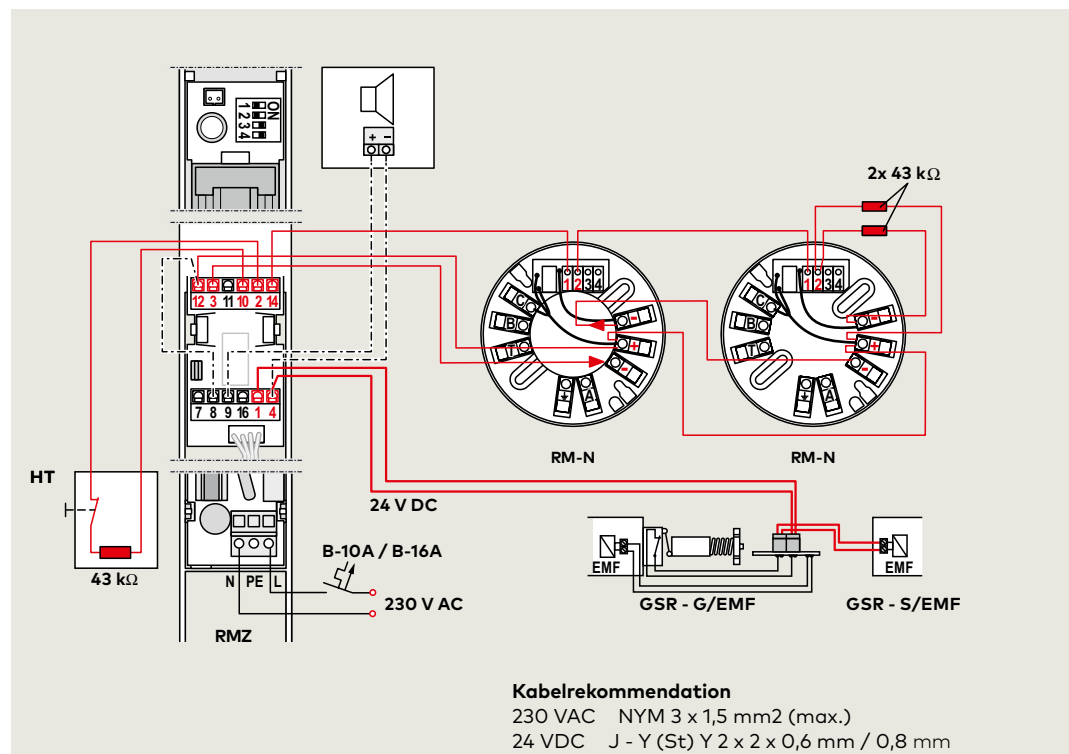 ON
1 2 3 4
+ −
2x 43 kΩ
12 3 11 10 2 14
1 2 3 4
1 2 3 4
C
B
T
-
+
-
A
C
B
T
-
+
-
A
7 8 9 16 1 4
RM-N
RM-N
HT
24 V DC
43 kΩ
B-10A / B-16A
N PE L
230 V AC
RMZ
EMF
EMF
GSR - G/EMF
GSR - S/EMF
Kabelrekommendation
230 VAC NYM 3 x 1,5 mm2 (max.)
24 VDC J - Y (St) Y 2 x 2 x 0,6 mm / 0,8 mm